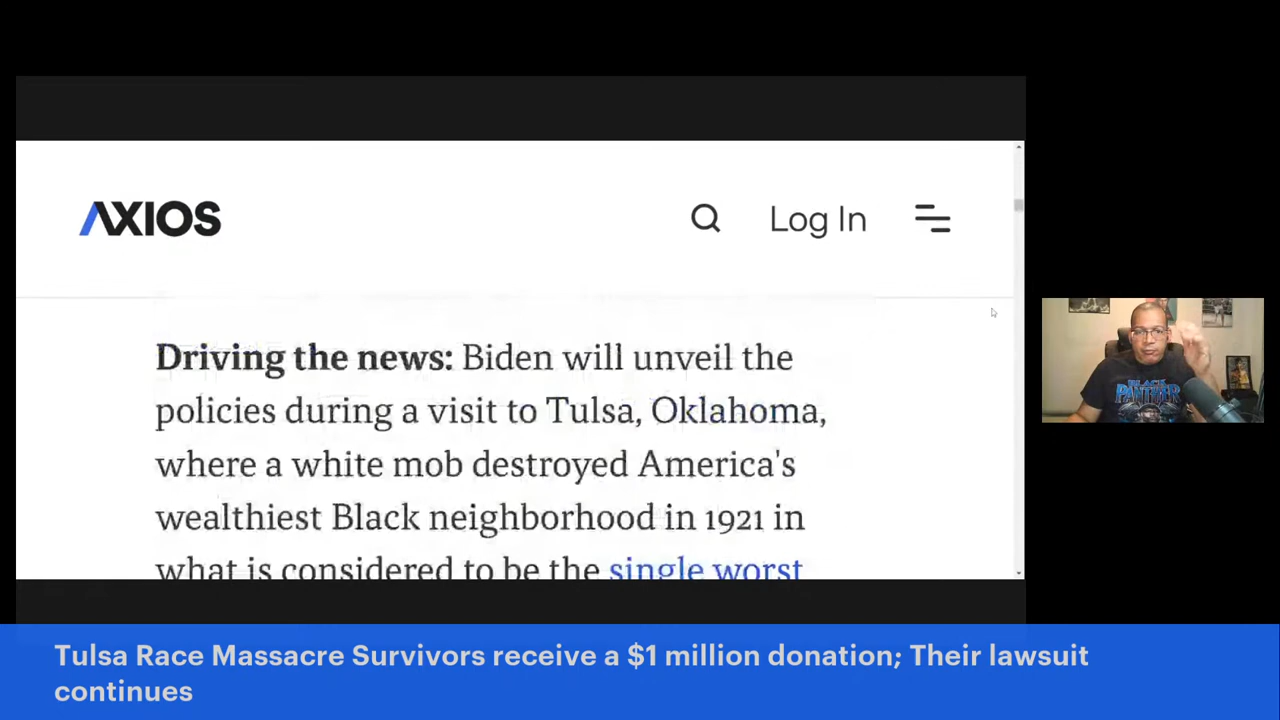 AXIOS
Log In
Driving the news: Biden will unveil the
policies during a visit to Tulsa, Oklahoma,
where a white mob destroyed America's
wealthiest Black neighborhood in 1921 in
what is considered to be the single worst
BLACK
PANTHER
Tulsa Race Massacre Survivors receive a $1 million donation; Their lawsuit
continues